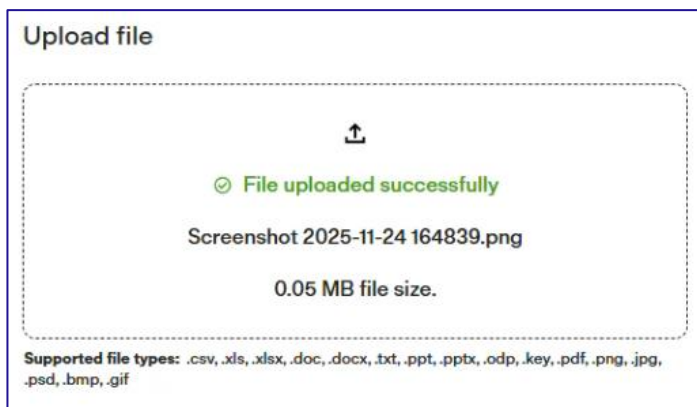 Upload file
File uploaded successfully
Screenshot 2025-11-24 164839.png
0.05 MB file size.
Supported file types: .csv, .xls, .xlsx, .doc, .docx, .txt, .ppt, .pptx, .odp, .key, .pdf, .png, .jpg,
.psd, .bmp, .gif